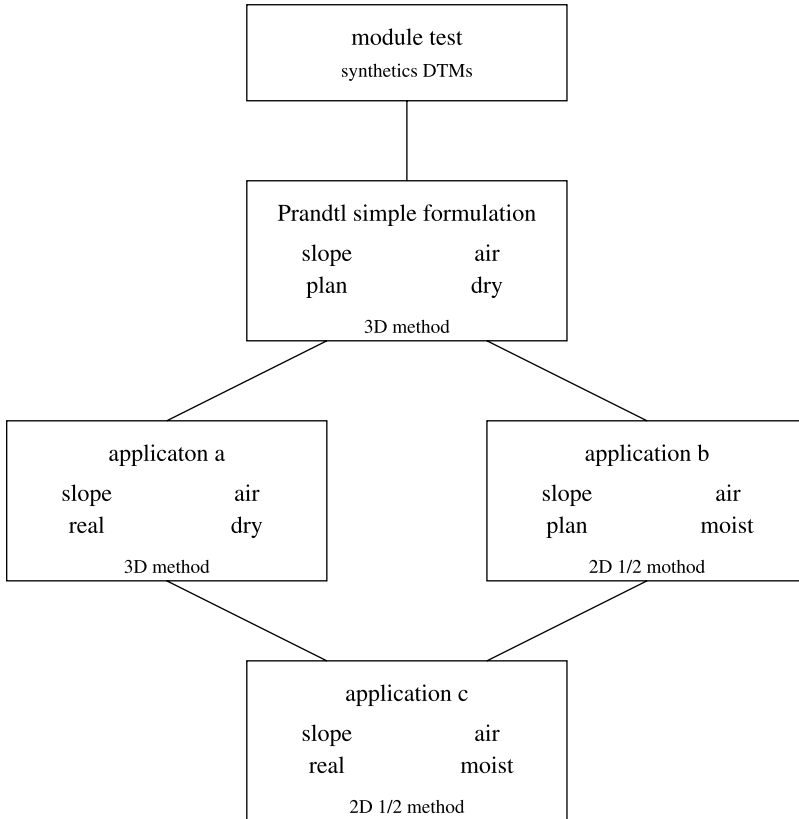 module test
synthetics DTMs
Prandtl simple formulation
slope air
plan dry
3D method
applicaton a
slope air
real dry
3D method
application b
slope air
plan moist
2D 1/2 mothod
application c
slope air
real moist
2D 1/2 method